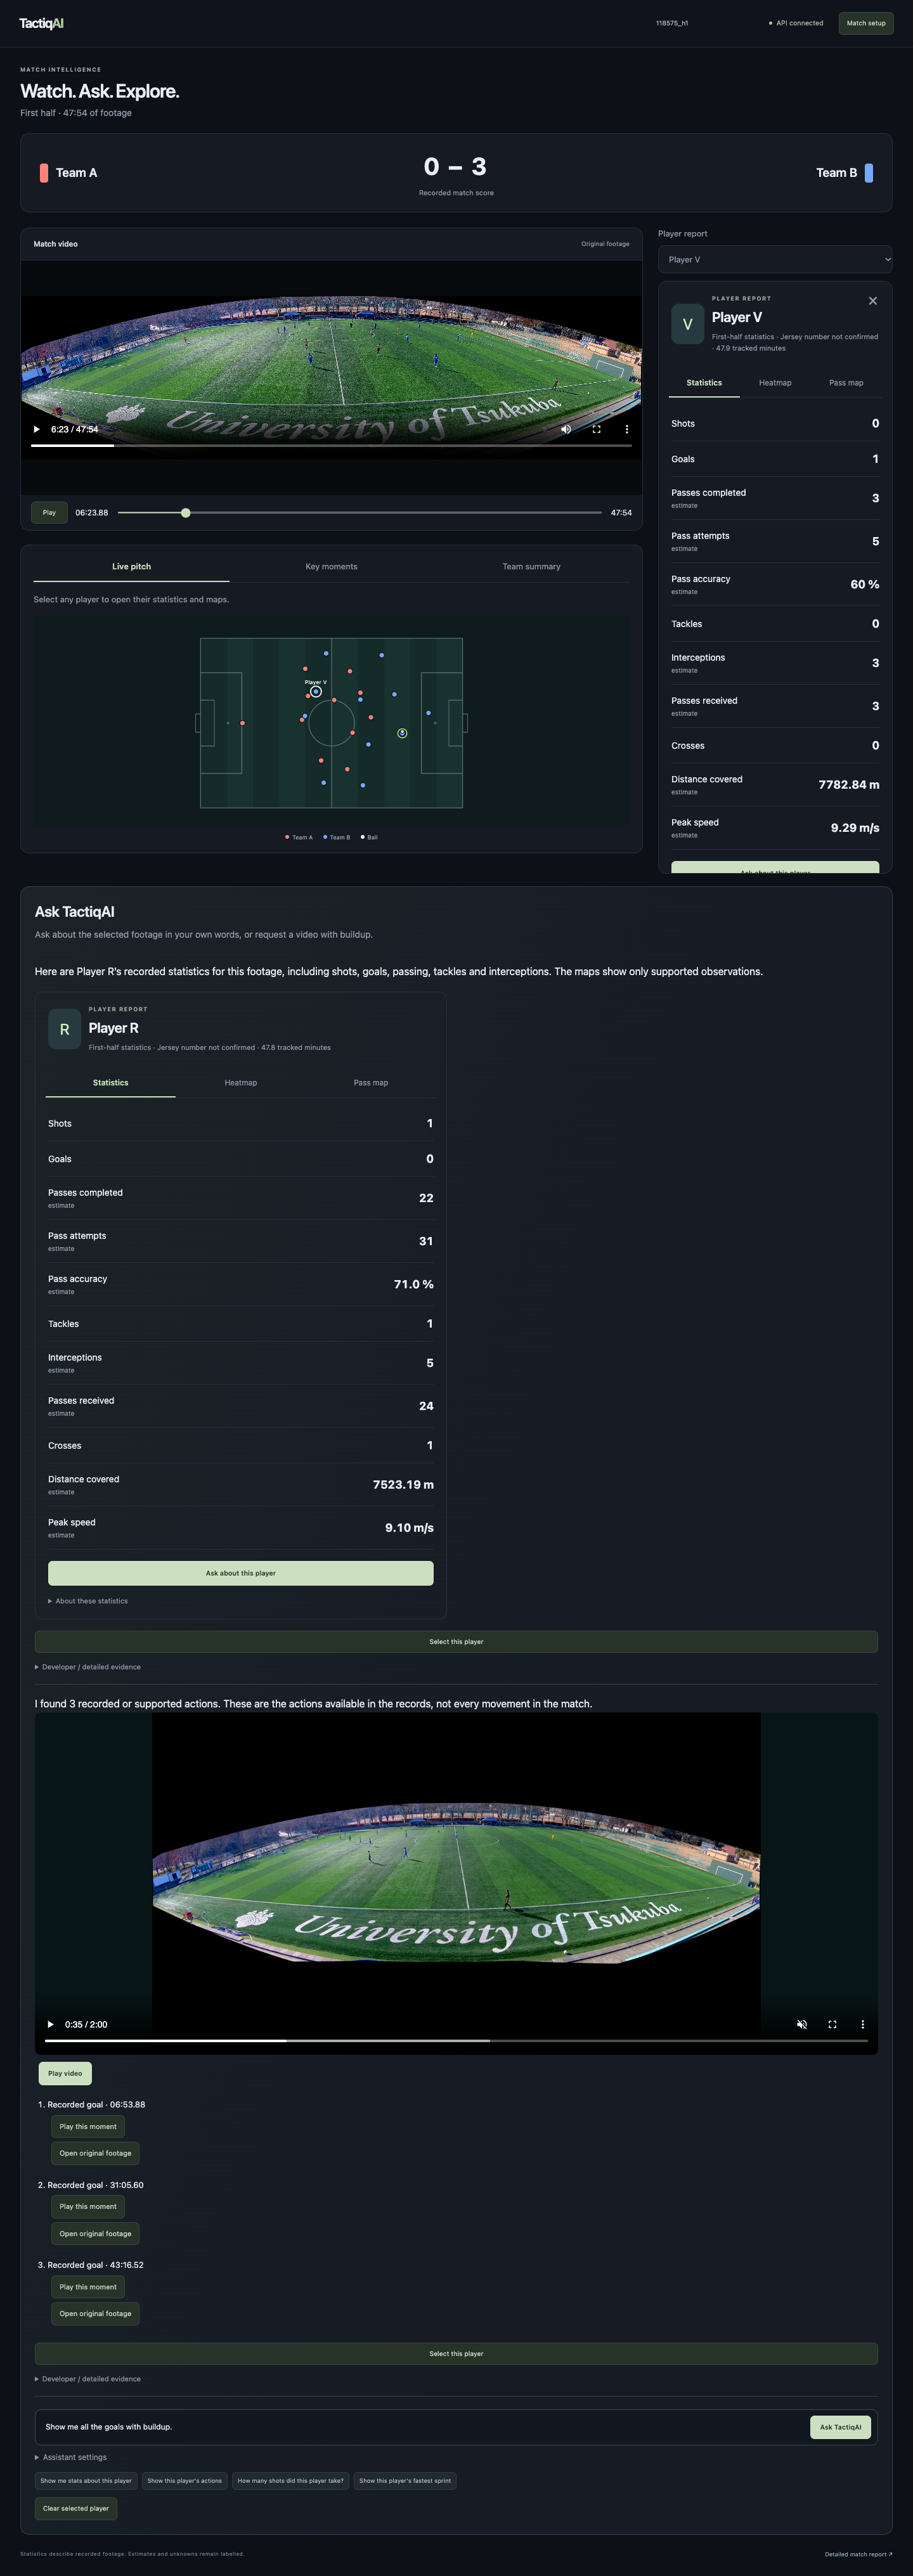 TactiqAI
118575_h1
API connected
Match setup
MATCH INTELLIGENCE
Watch. Ask. Explore.
First half · 47:54 of footage
Team A
0 – 3
Recorded match score
Team B
Match video
Original footage
University of Tsukuba
6:23 / 47:54
Play
06:23.88
47:54
Live pitch
Key moments
Team summary
Select any player to open their statistics and maps.
Player V
Team A
Team B
Ball
Player report
Player V
V
PLAYER REPORT
Player V
First-half statistics · Jersey number not confirmed
· 47.9 tracked minutes
Statistics
Heatmap
Pass map
Shots
0
Goals
1
Passes completed
estimate
3
Pass attempts
estimate
5
Pass accuracy
estimate
60 %
Tackles
0
Interceptions
estimate
3
Passes received
estimate
3
Crosses
0
Distance covered
estimate
7782.84 m
Peak speed
estimate
9.29 m/s
Ask about this player
Ask TactiqAI
Ask about the selected footage in your own words, or request a video with buildup.
Here are Player R's recorded statistics for this footage, including shots, goals, passing, tackles and interceptions. The maps show only supported observations.
R
PLAYER REPORT
Player R
First-half statistics · Jersey number not confirmed · 47.8 tracked minutes
Statistics
Heatmap
Pass map
Shots
1
Goals
0
Passes completed
estimate
22
Pass attempts
estimate
31
Pass accuracy
estimate
71.0 %
Tackles
1
Interceptions
estimate
5
Passes received
estimate
24
Crosses
1
Distance covered
estimate
7523.19 m
Peak speed
estimate
9.10 m/s
Ask about this player
About these statistics
Select this player
Developer / detailed evidence
I found 3 recorded or supported actions. These are the actions available in the records, not every movement in the match.
University of Tsukuba
0:35 / 2:00
Play video
1. Recorded goal · 06:53.88
Play this moment
Open original footage
2. Recorded goal · 31:05.60
Play this moment
Open original footage
3. Recorded goal · 43:16.52
Play this moment
Open original footage
Select this player
Developer / detailed evidence
Show me all the goals with buildup.
Ask TactiqAI
Assistant settings
Show me stats about this player
Show this player's actions
How many shots did this player take?
Show this player's fastest sprint
Clear selected player
Statistics describe recorded footage. Estimates and unknowns remain labelled.
Detailed match report ↗